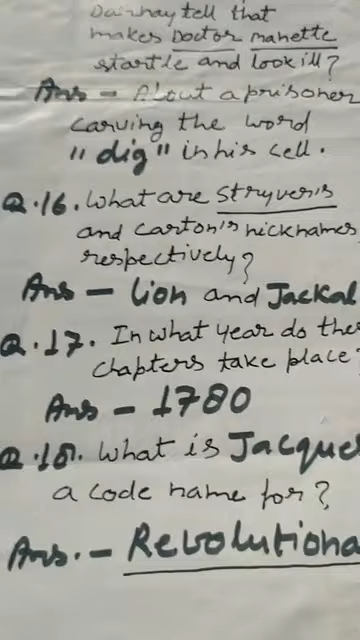 Darnay tell that
makes Doctor manette
startle and look ill?
Ans - About a prisoner
carving the word
"dig" in his cell.
Q.16. What are Stryver's
and Carton's nicknames
respectively?
Ans - lion and Jackal
Q.17. In what year do the
chapters take place?
Ans - 1780
Q.18. What is Jacque
a code name for?
Ans. - Revolutiona